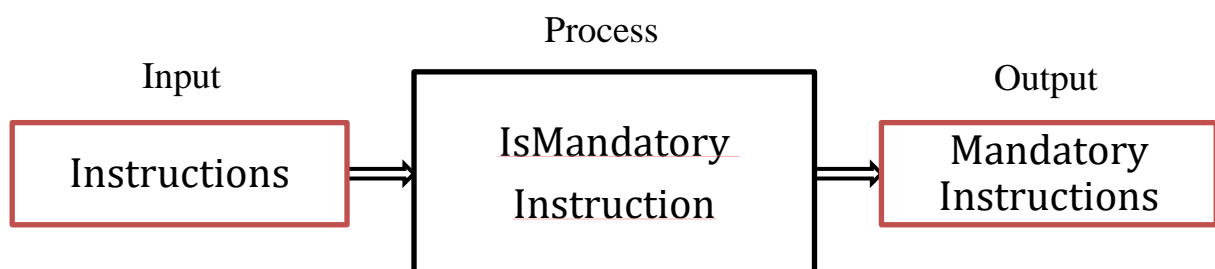 Process
Input
Output
Instructions
IsMandatory
Instruction
Mandatory
Instructions